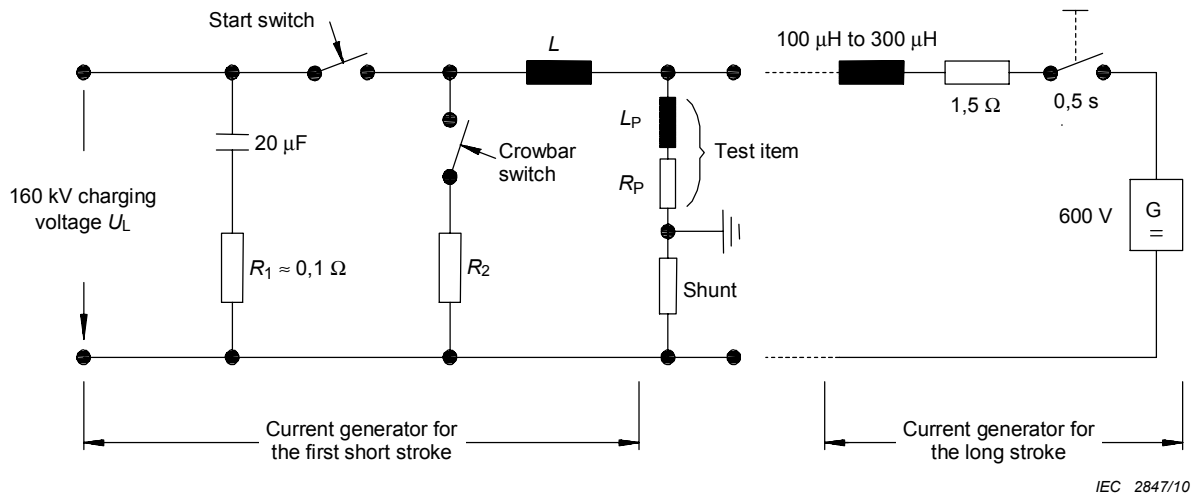 Start switch
L
100 μH to 300 μH
1,5 Ω
0,5 s
20 μF
Crowbar
switch
L_P
R_P
Test item
160 kV charging
voltage U_L
R_1 ≈ 0,1 Ω
R_2
Shunt
600 V
G
=
Current generator for
the first short stroke
Current generator for
the long stroke
IEC 2847/10